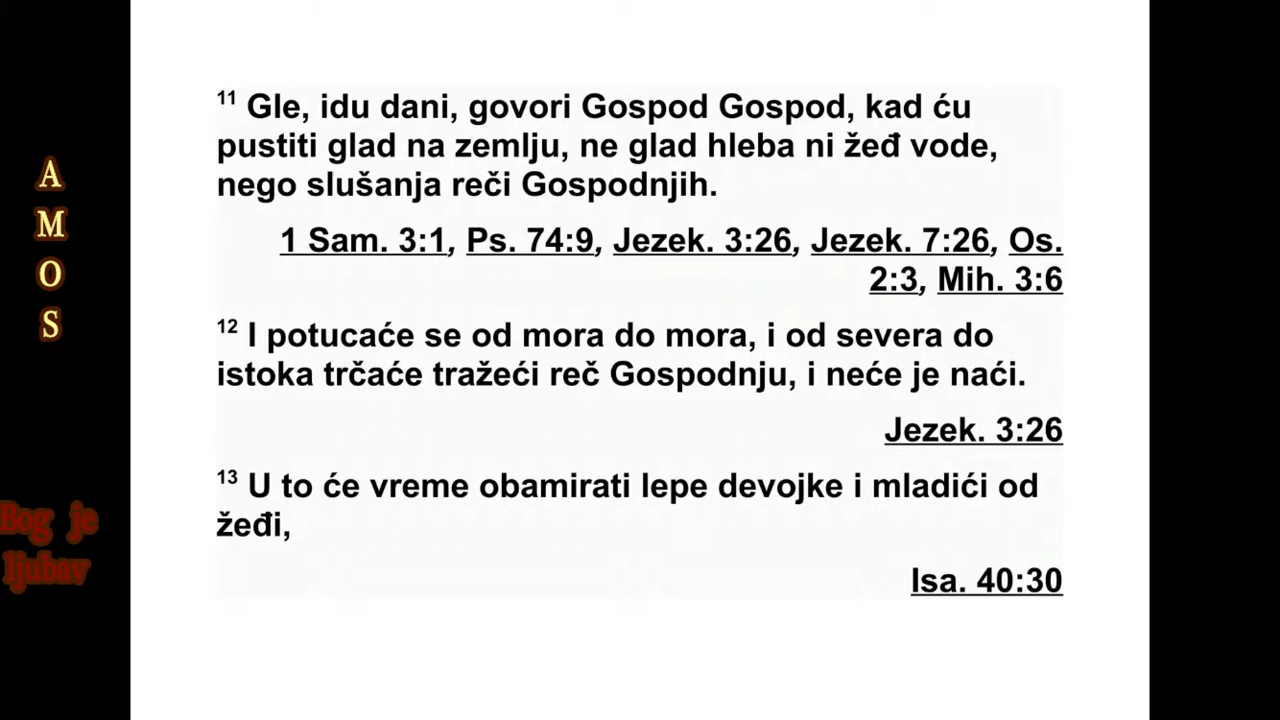 A
M
O
S
Bog je
ljubav
11 Gle, idu dani, govori Gospod Gospod, kad ću
pustiti glad na zemlju, ne glad hleba ni žeđ vode,
nego slušanja reči Gospodnjih.
1 Sam. 3:1, Ps. 74:9, Jezek. 3:26, Jezek. 7:26, Os.
2:3, Mih. 3:6
12 I potucaće se od mora do mora, i od severa do
istoka trčaće tražeći reč Gospodnju, i neće je naći.
Jezek. 3:26
13 U to će vreme obamirati lepe devojke i mladići od
žeđi,
Isa. 40:30